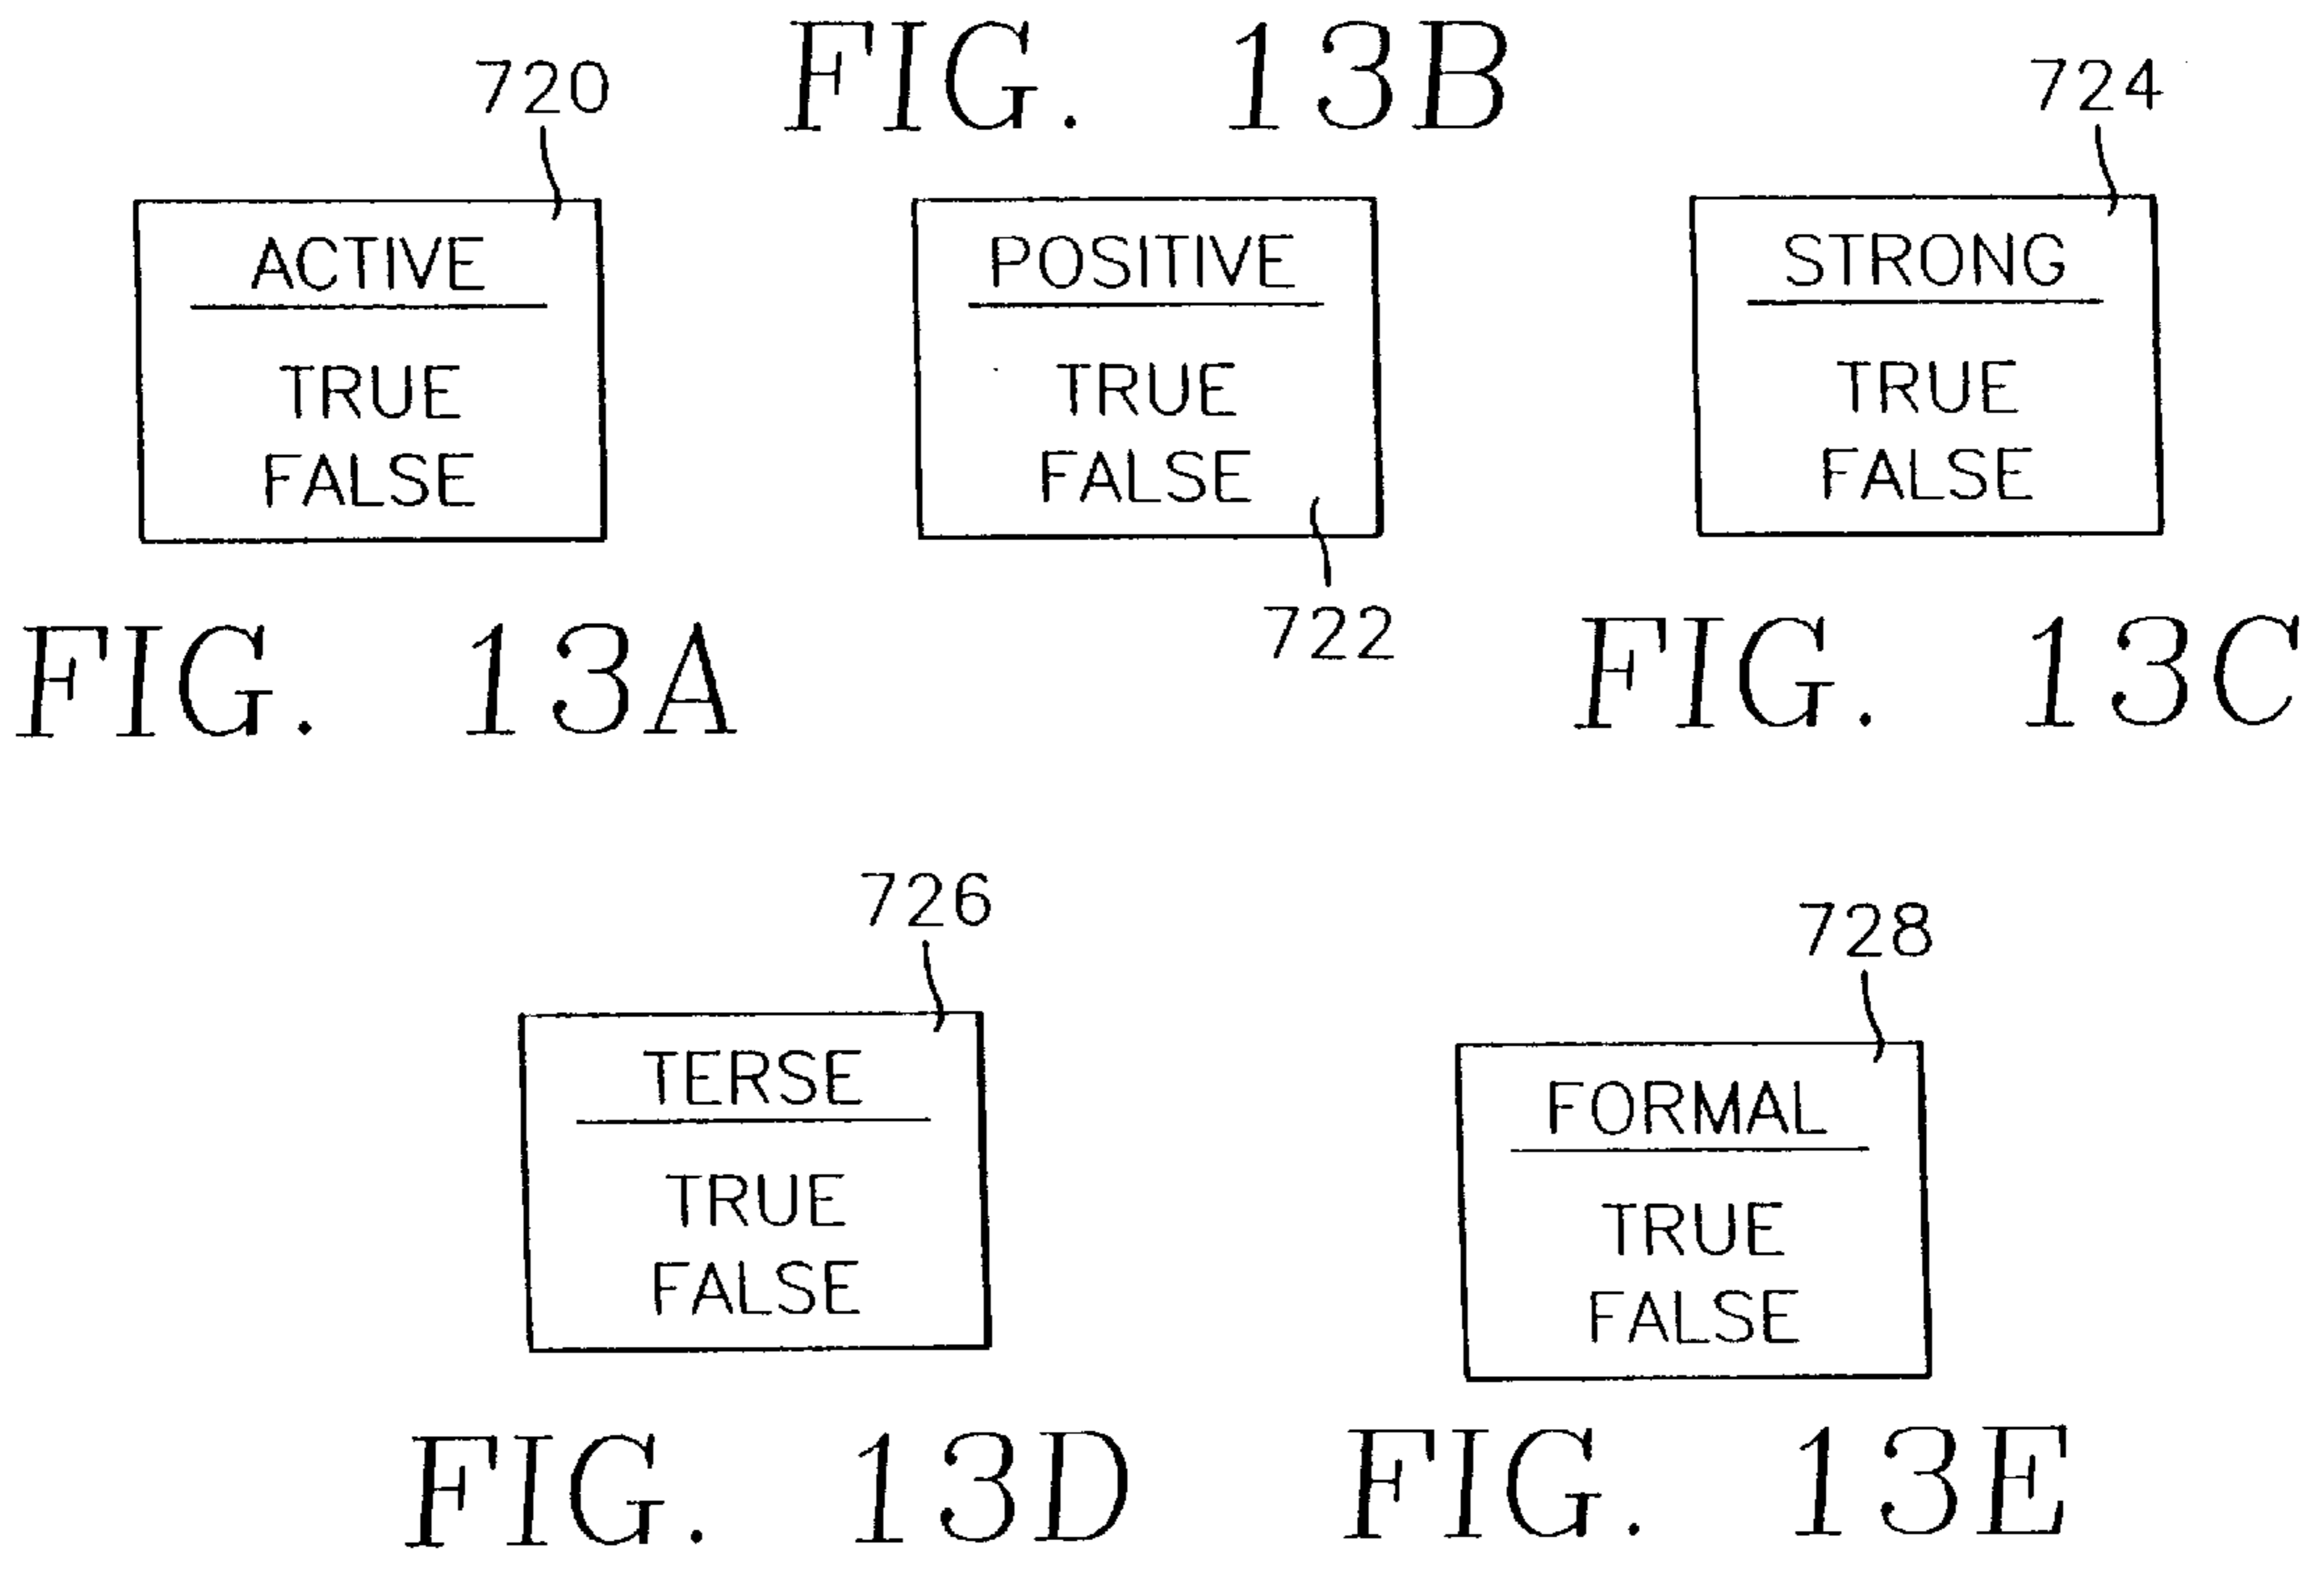 FIG. 13B
720
ACTIVE
TRUE
FALSE
FIG. 13A
POSITIVE
TRUE
FALSE
722
724
STRONG
TRUE
FALSE
FIG. 13C
726
TERSE
TRUE
FALSE
FIG. 13D
728
FORMAL
TRUE
FALSE
FIG. 13E